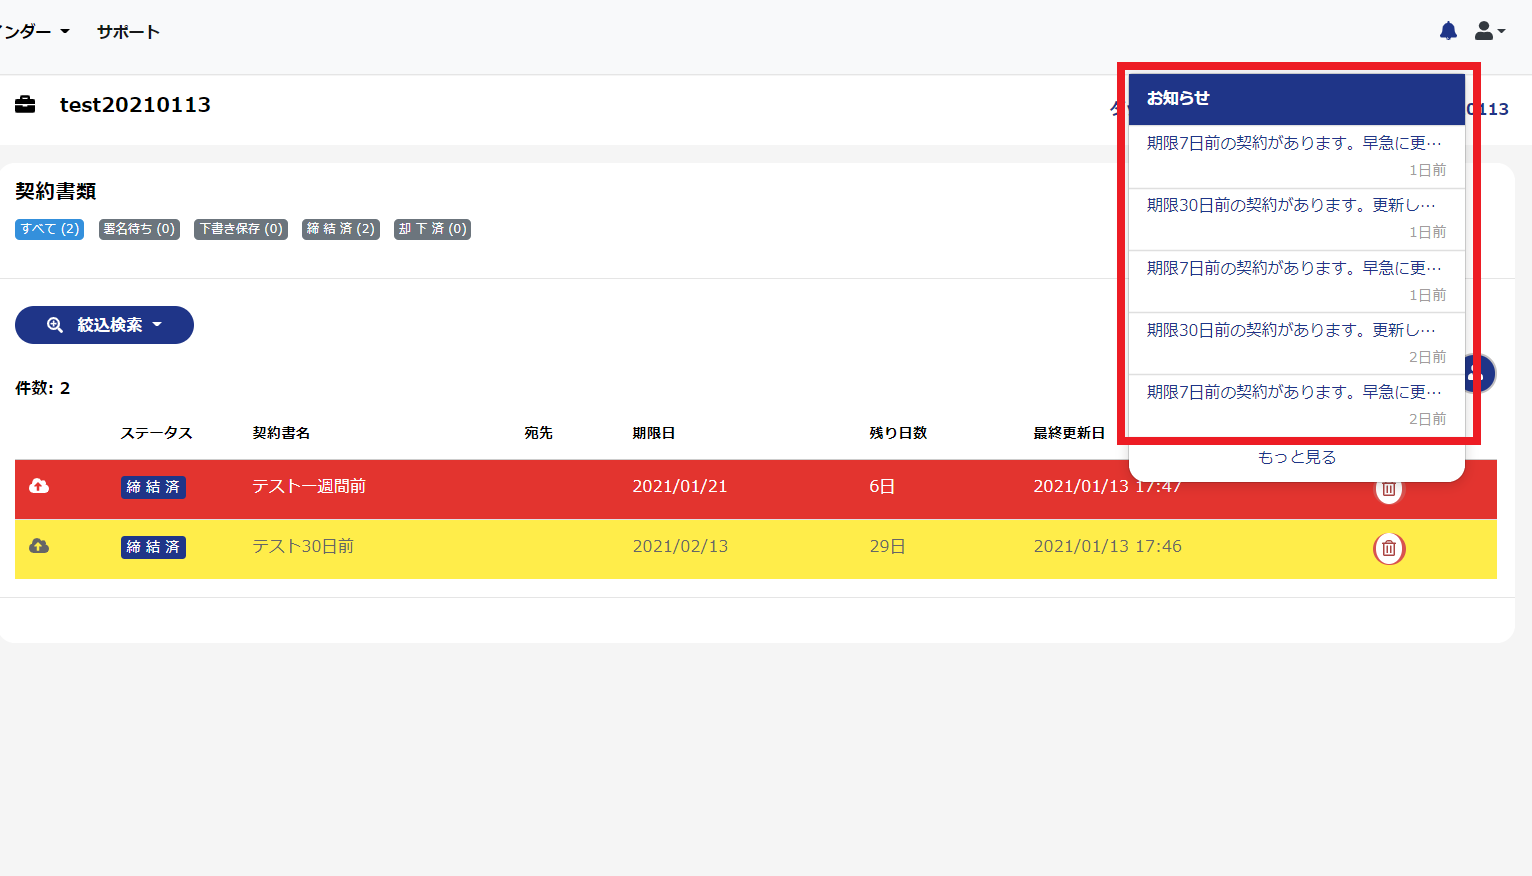 ンダー
サポート
test20210113
0113
お知らせ
期限7日前の契約があります。早急に更…
1日前
期限30日前の契約があります。更新し…
1日前
期限7日前の契約があります。早急に更…
1日前
期限30日前の契約があります。更新し…
2日前
期限7日前の契約があります。早急に更…
2日前
もっと見る
契約書類
すべて (2) 署名待ち (0) 下書き保存 (0) 締 結 済 (2) 却 下 済 (0)
絞込検索
件数: 2
ステータス 契約書名 宛先 期限日 残り日数 最終更新日
締 結 済 テスト一週間前 2021/01/21 6日 2021/01/13 17:47
締 結 済 テスト30日前 2021/02/13 29日 2021/01/13 17:46